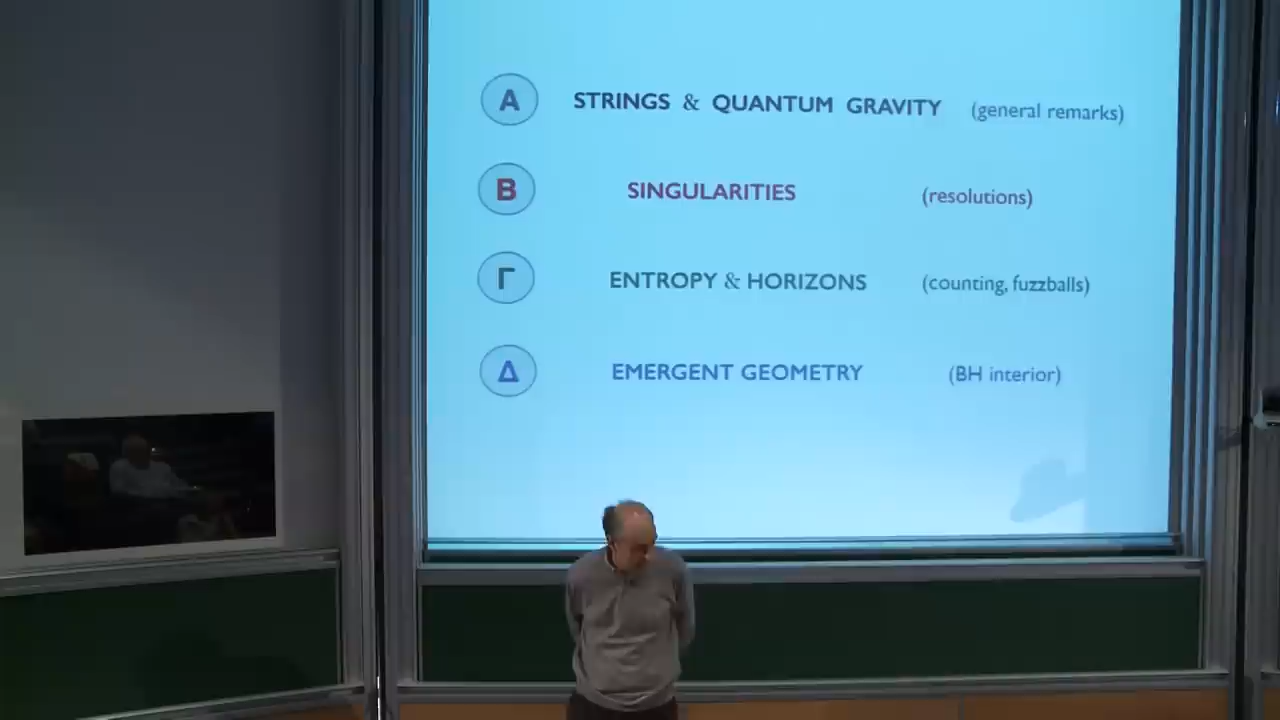 Α STRINGS & QUANTUM GRAVITY (general remarks)
Β SINGULARITIES (resolutions)
Γ ENTROPY & HORIZONS (counting, fuzzballs)
Δ EMERGENT GEOMETRY (BH interior)